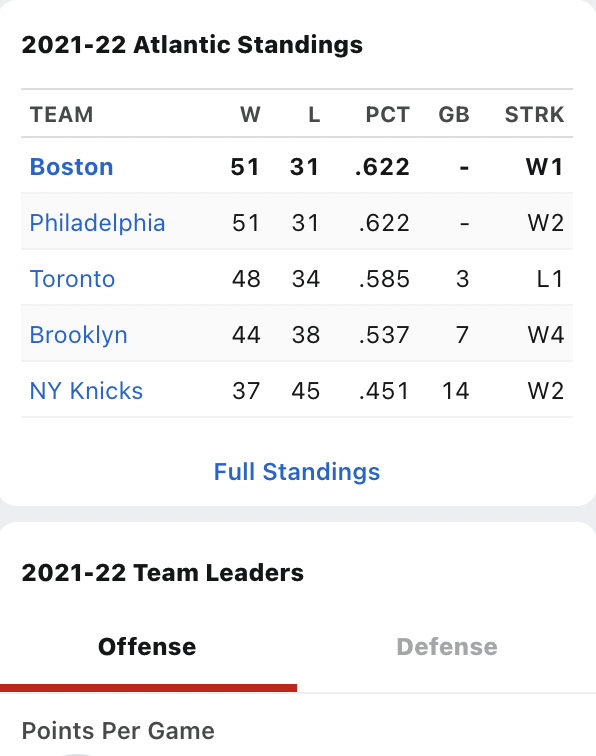 2021-22 Atlantic Standings
TEAM W L PCT GB STRK
Boston 51 31 .622 - W1
Philadelphia 51 31 .622 - W2
Toronto 48 34 .585 3 L1
Brooklyn 44 38 .537 7 W4
NY Knicks 37 45 .451 14 W2
Full Standings
2021-22 Team Leaders
Offense Defense
Points Per Game